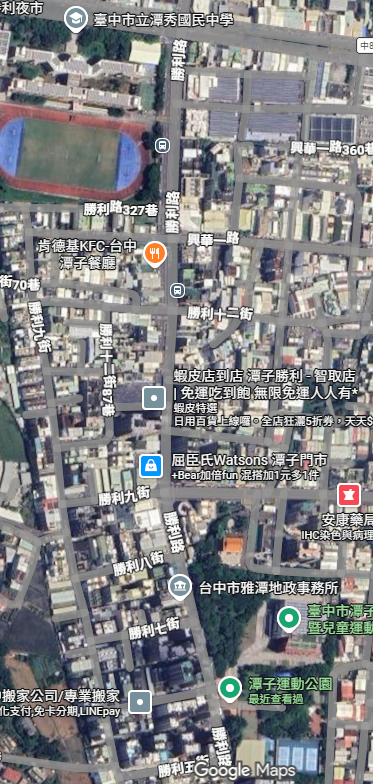 利夜市
臺中市立潭秀國民中學
中8
勝利路
興華一路360巷
勝利路
勝利路327巷
興華一路
肯德基KFC-台中
潭子餐廳
街70巷
勝利十二街
勝利九街
勝利十二街87巷
蝦皮店到店 潭子勝利 - 智取店
| 免運吃到飽 無限免運人人有*
蝦皮特選
日用百貨上線囉。全店狂灑5折券，天天$
屈臣氏Watsons 潭子門市
+Bear加倍fun 混搭加1元多1件
勝利九街
安康藥局
IHC染色與病理
勝利路
勝利八街
台中市雅潭地政事務所
臺中市潭子
暨兒童運動
勝利七街
潭子運動公園
最近查看過
搬家公司/專業搬家
化支付,免卡分期,LINEpay
勝利路
Google Maps